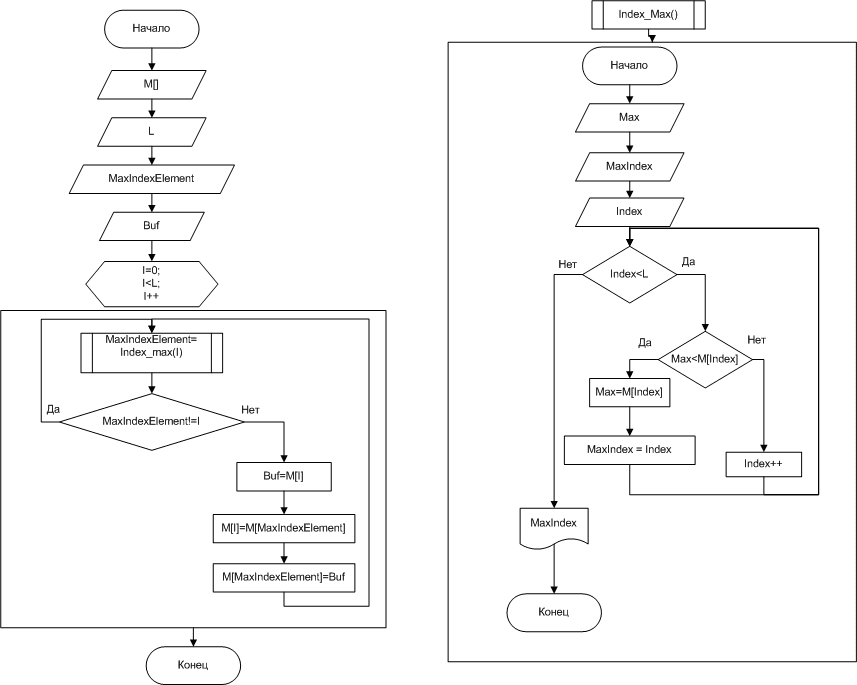 Начало
M[]
L
MaxIndexElement
Buf
I=0;
I<L;
I++
MaxIndexElement=
Index_max(I)
Да
MaxIndexElement!=I
Нет
Buf=M[I]
M[I]=M[MaxIndexElement]
M[MaxIndexElement]=Buf
Конец
Index_Max()
Начало
Max
MaxIndex
Index
Нет
Index<L
Да
Да
Max<M[Index]
Нет
Max=M[Index]
MaxIndex = Index
Index++
MaxIndex
Конец